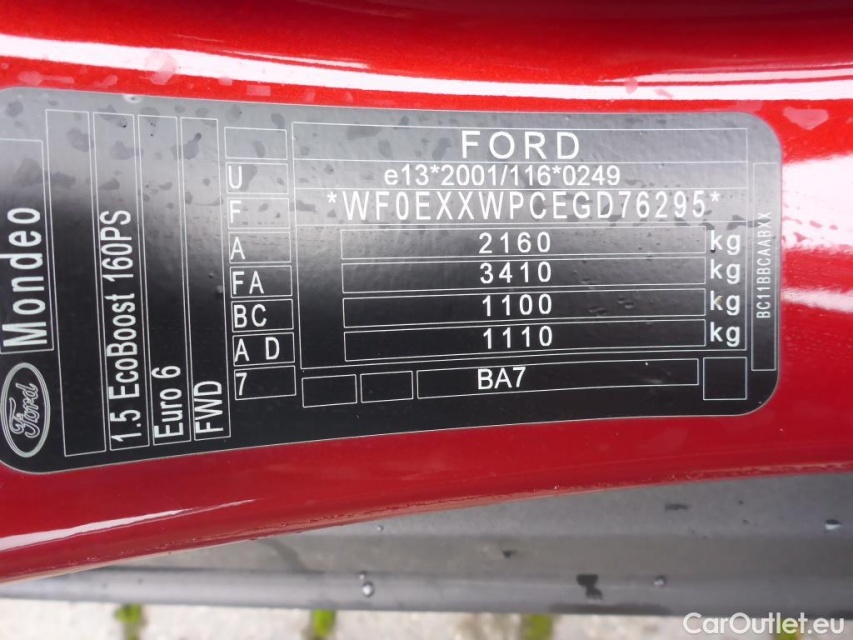 FORD
e13*2001/116*0249
*WF0EXXWPCEGD76295*
2160 kg
3410 kg
1100 kg
1110 kg
BA7
U
F
A
FA
BC
A D
7
Mondeo
Ford
1.5 EcoBoost 160PS
Euro 6
FWD
BC11BBCAABXX
CarOutlet.eu